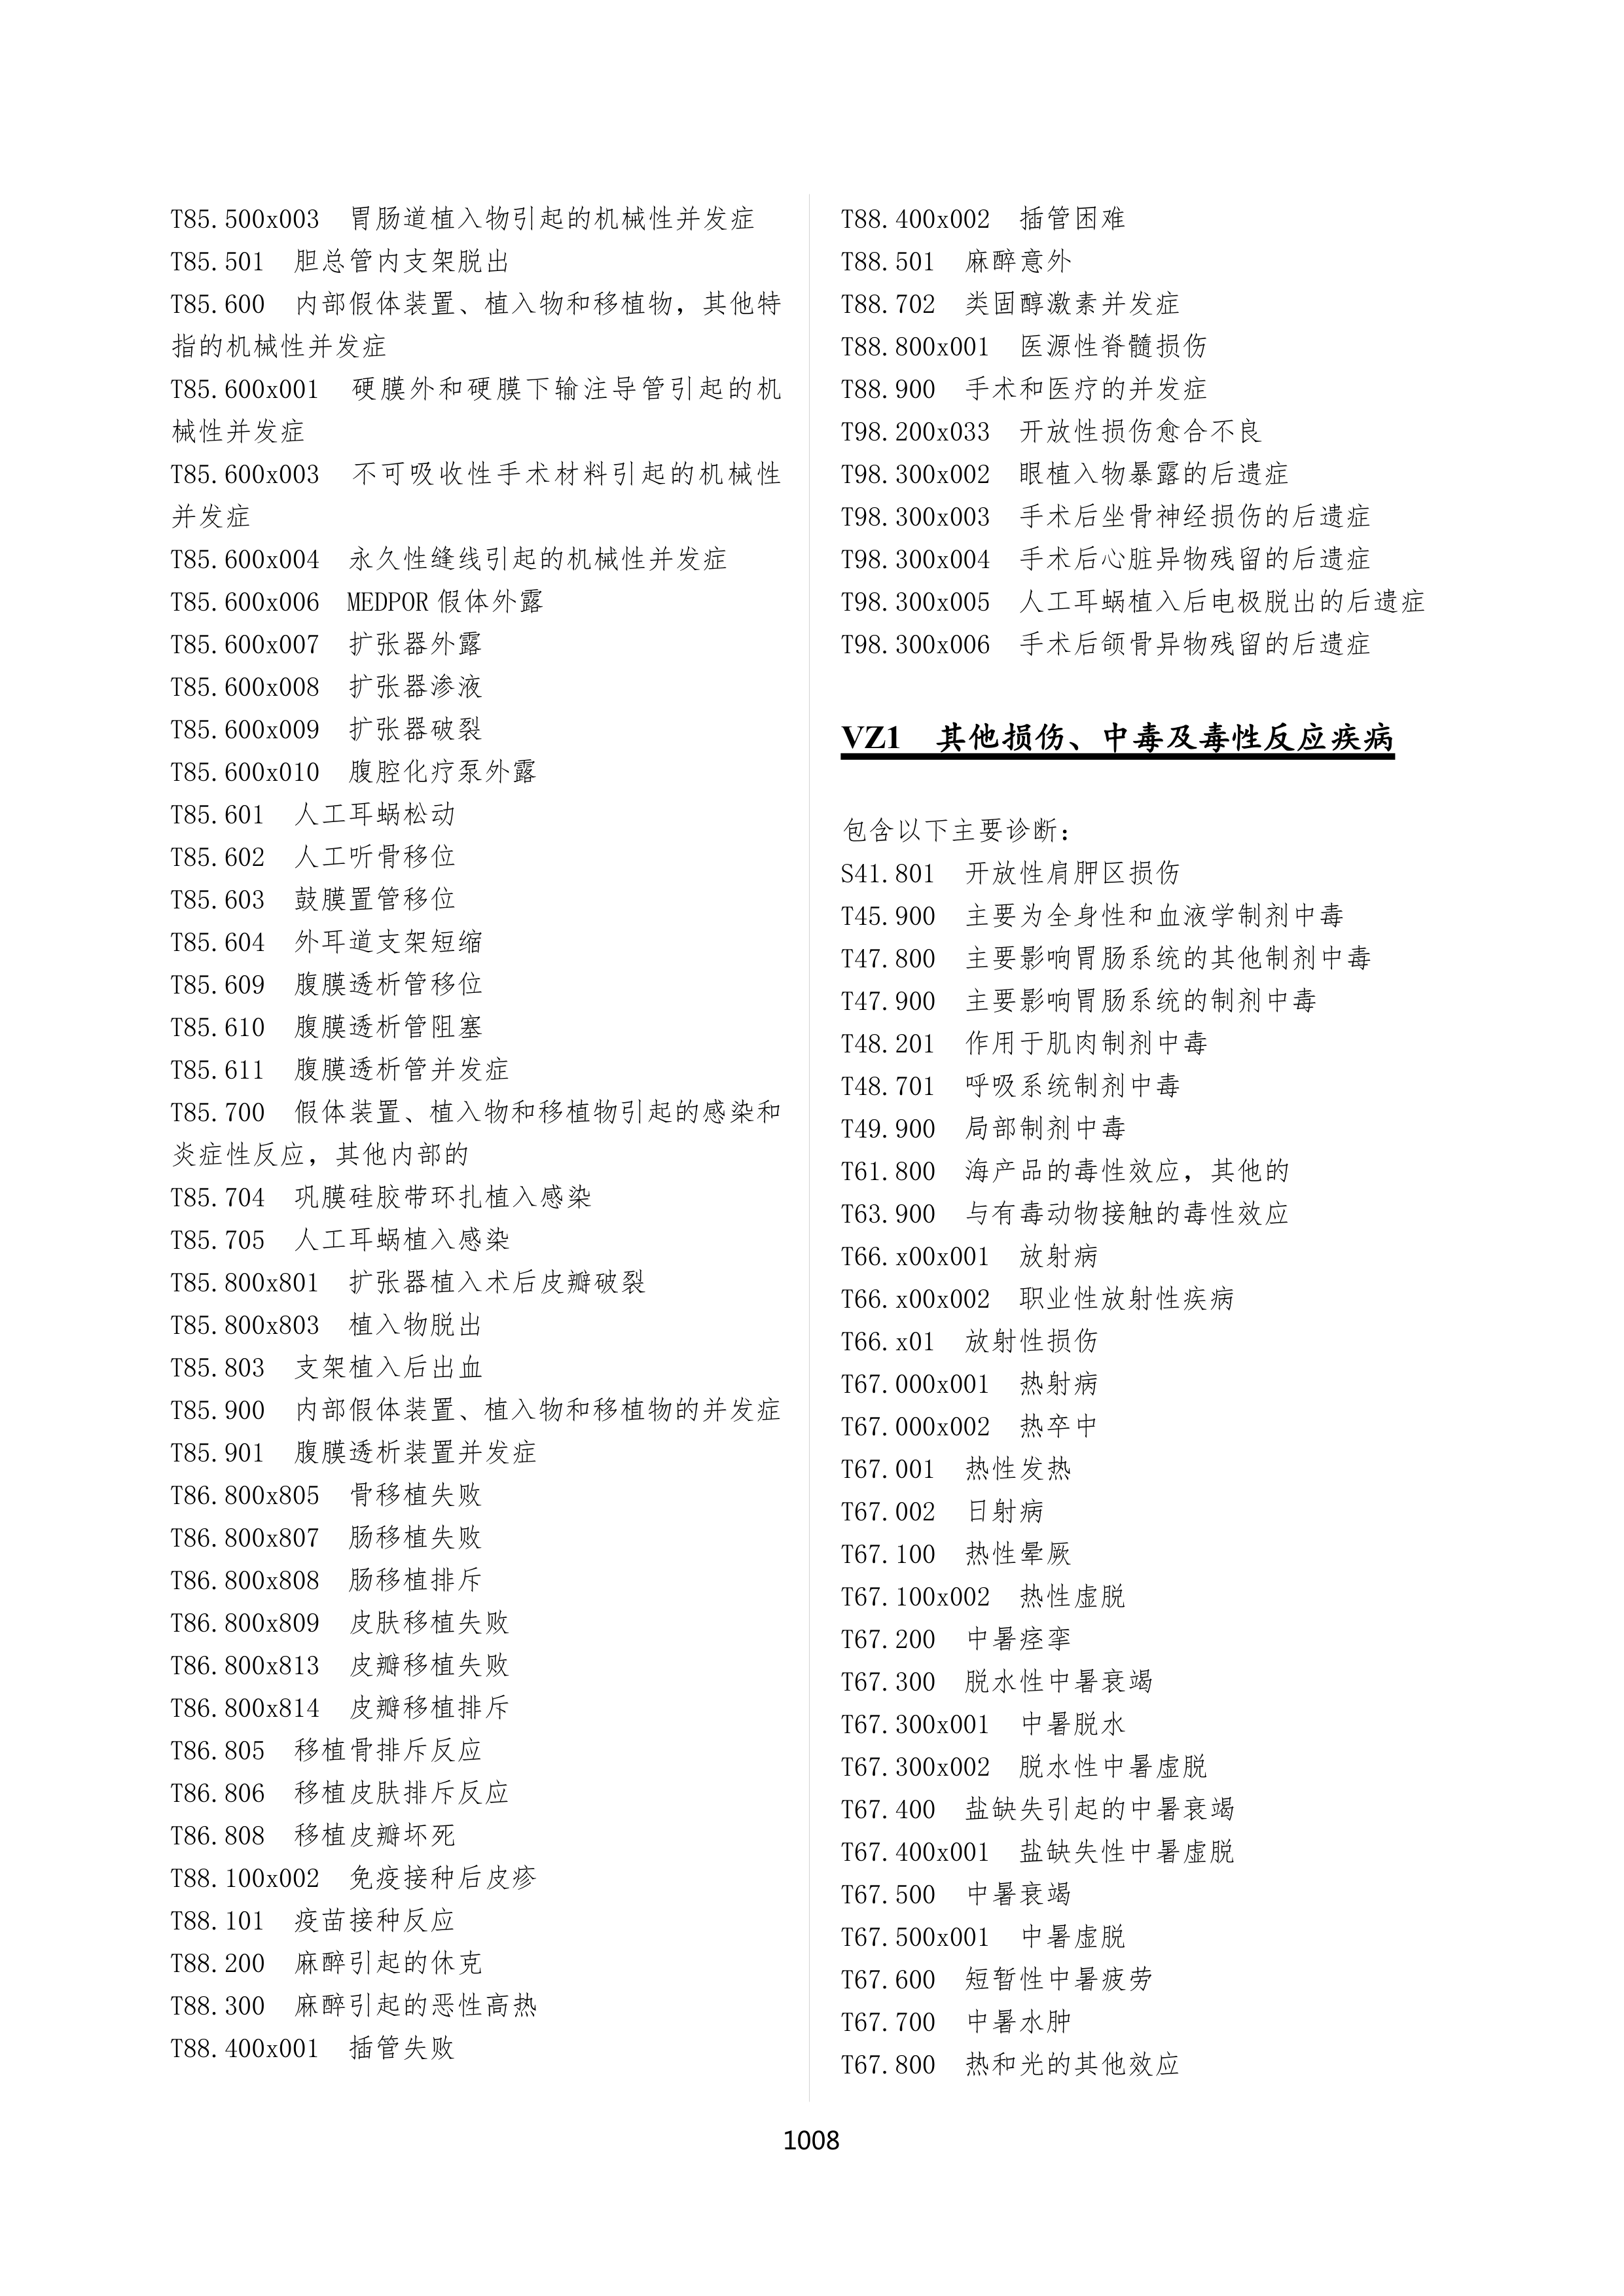 T85.500x003　胃肠道植入物引起的机械性并发症
T85.501　胆总管内支架脱出
T85.600　内部假体装置、植入物和移植物，其他特
指的机械性并发症
T85.600x001　硬膜外和硬膜下输注导管引起的机
械性并发症
T85.600x003　不可吸收性手术材料引起的机械性
并发症
T85.600x004　永久性缝线引起的机械性并发症
T85.600x006　MEDPOR 假体外露
T85.600x007　扩张器外露
T85.600x008　扩张器渗液
T85.600x009　扩张器破裂
T85.600x010　腹腔化疗泵外露
T85.601　人工耳蜗松动
T85.602　人工听骨移位
T85.603　鼓膜置管移位
T85.604　外耳道支架短缩
T85.609　腹膜透析管移位
T85.610　腹膜透析管阻塞
T85.611　腹膜透析管并发症
T85.700　假体装置、植入物和移植物引起的感染和
炎症性反应，其他内部的
T85.704　巩膜硅胶带环扎植入感染
T85.705　人工耳蜗植入感染
T85.800x801　扩张器植入术后皮瓣破裂
T85.800x803　植入物脱出
T85.803　支架植入后出血
T85.900　内部假体装置、植入物和移植物的并发症
T85.901　腹膜透析装置并发症
T86.800x805　骨移植失败
T86.800x807　肠移植失败
T86.800x808　肠移植排斥
T86.800x809　皮肤移植失败
T86.800x813　皮瓣移植失败
T86.800x814　皮瓣移植排斥
T86.805　移植骨排斥反应
T86.806　移植皮肤排斥反应
T86.808　移植皮瓣坏死
T88.100x002　免疫接种后皮疹
T88.101　疫苗接种反应
T88.200　麻醉引起的休克
T88.300　麻醉引起的恶性高热
T88.400x001　插管失败
T88.400x002　插管困难
T88.501　麻醉意外
T88.702　类固醇激素并发症
T88.800x001　医源性脊髓损伤
T88.900　手术和医疗的并发症
T98.200x033　开放性损伤愈合不良
T98.300x002　眼植入物暴露的后遗症
T98.300x003　手术后坐骨神经损伤的后遗症
T98.300x004　手术后心脏异物残留的后遗症
T98.300x005　人工耳蜗植入后电极脱出的后遗症
T98.300x006　手术后颌骨异物残留的后遗症
VZ1　其他损伤、中毒及毒性反应疾病
包含以下主要诊断：
S41.801　开放性肩胛区损伤
T45.900　主要为全身性和血液学制剂中毒
T47.800　主要影响胃肠系统的其他制剂中毒
T47.900　主要影响胃肠系统的制剂中毒
T48.201　作用于肌肉制剂中毒
T48.701　呼吸系统制剂中毒
T49.900　局部制剂中毒
T61.800　海产品的毒性效应，其他的
T63.900　与有毒动物接触的毒性效应
T66.x00x001　放射病
T66.x00x002　职业性放射性疾病
T66.x01　放射性损伤
T67.000x001　热射病
T67.000x002　热卒中
T67.001　热性发热
T67.002　日射病
T67.100　热性晕厥
T67.100x002　热性虚脱
T67.200　中暑痉挛
T67.300　脱水性中暑衰竭
T67.300x001　中暑脱水
T67.300x002　脱水性中暑虚脱
T67.400　盐缺失引起的中暑衰竭
T67.400x001　盐缺失性中暑虚脱
T67.500　中暑衰竭
T67.500x001　中暑虚脱
T67.600　短暂性中暑疲劳
T67.700　中暑水肿
T67.800　热和光的其他效应
1008